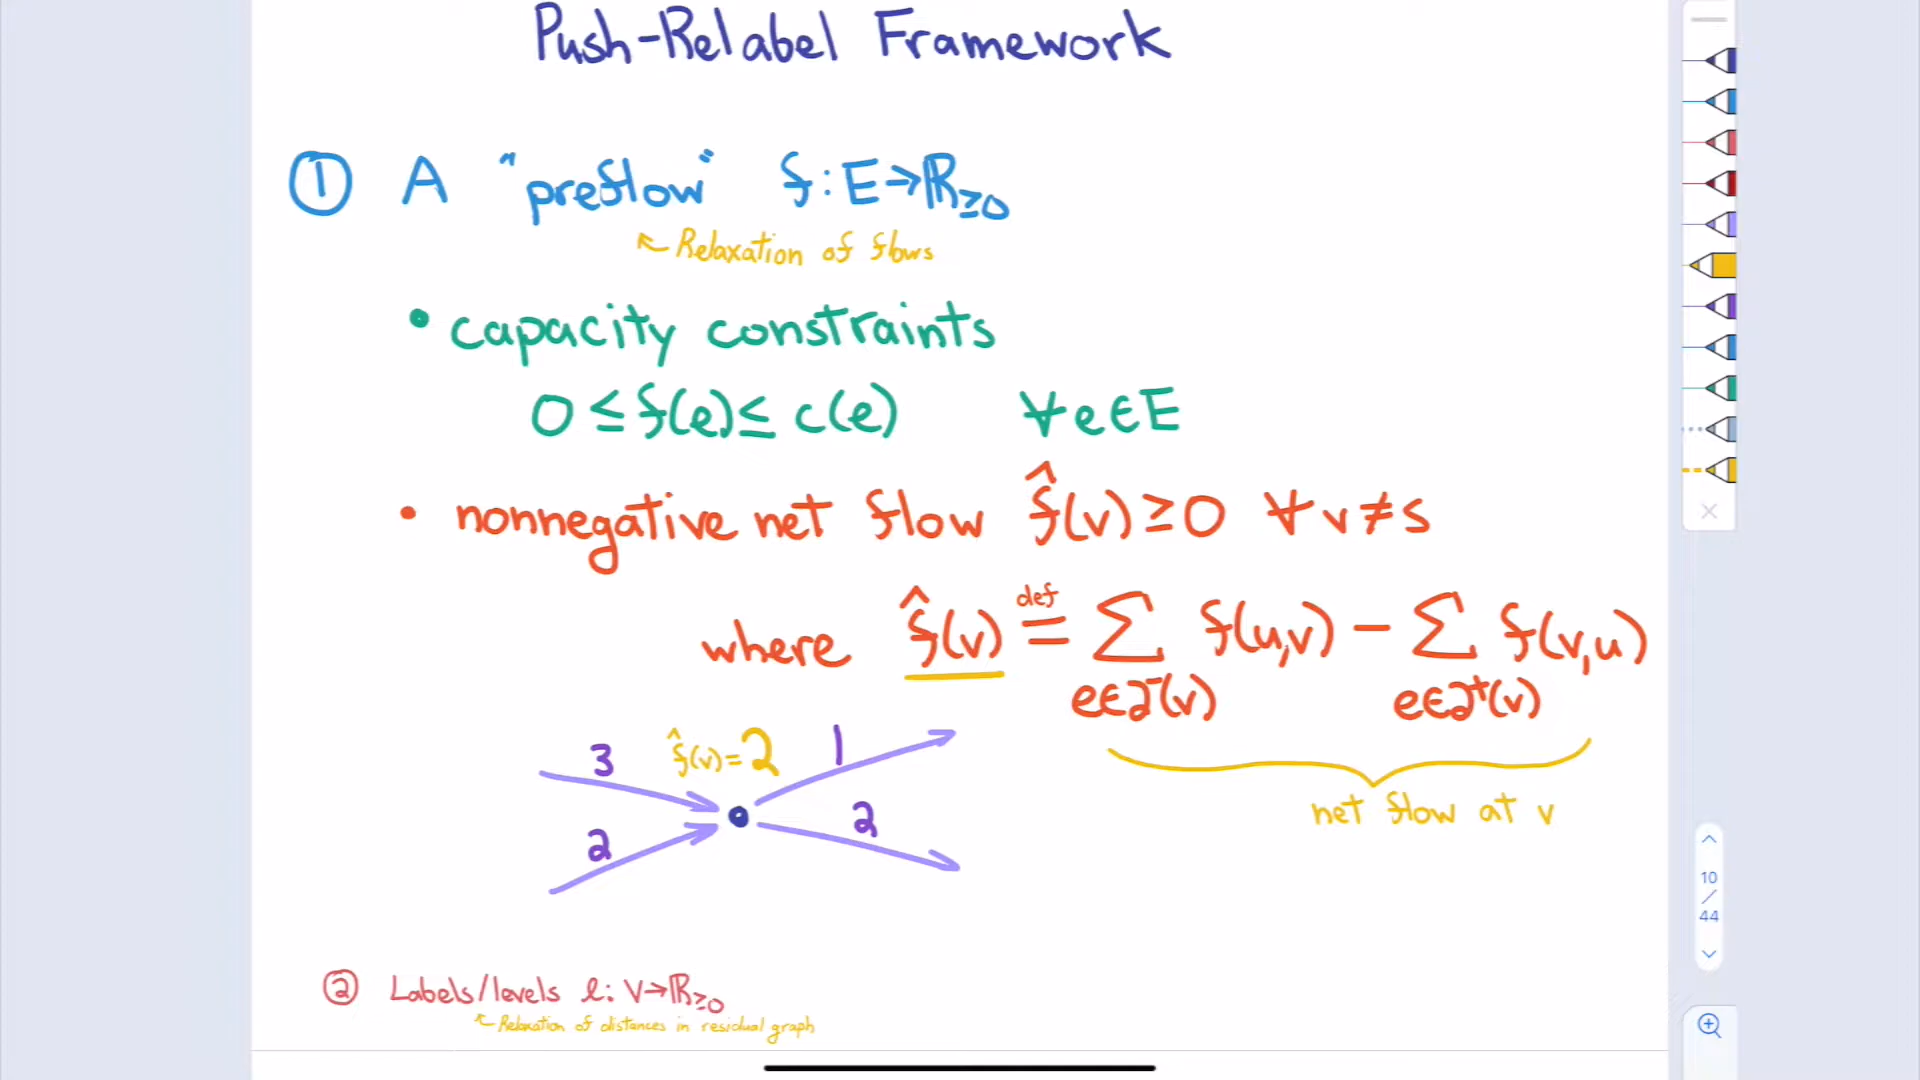 Push-Relabel Framework
① A "preflow" f: E→ℝ≥0
← Relaxation of flows
• capacity constraints
0 ≤ f(e) ≤ c(e) ∀ e∈E
• nonnegative net flow f̂(v) ≥ 0 ∀ v≠s
where f̂(v) =def ∑ f(u,v) − ∑ f(v,u)
e∈∂⁻(v) e∈∂⁺(v)
net flow at v
3 f̂(v)=2 1
2 2
② Labels/levels ℓ: V→ℝ≥0
← Relaxation of distances in residual graph
10
/
44